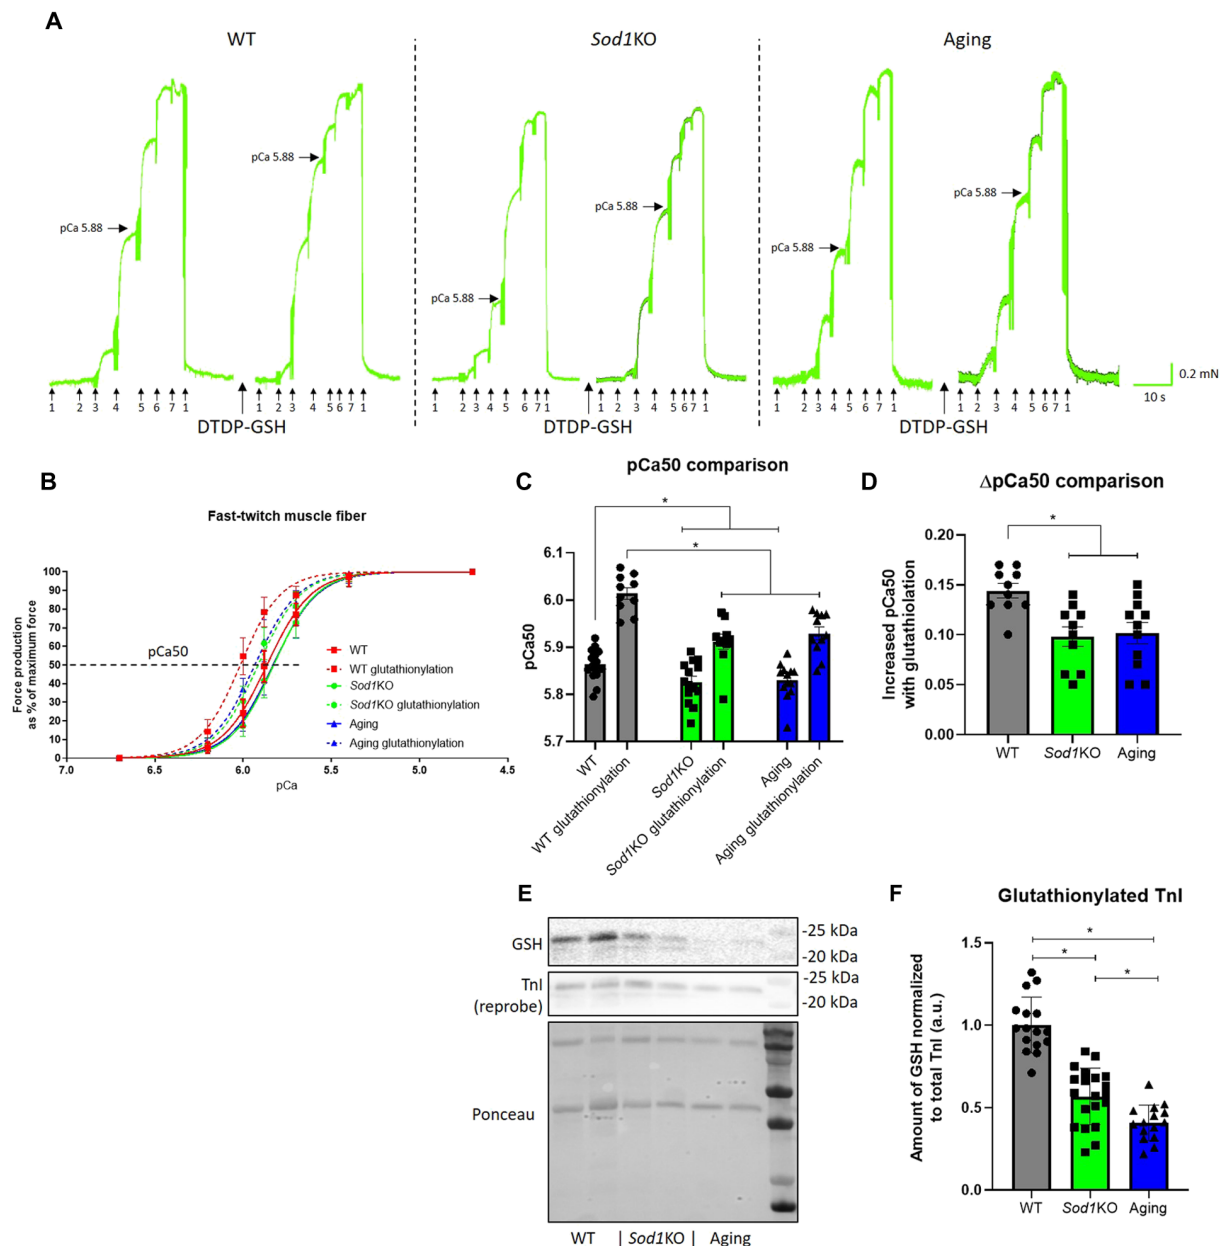 A
WT
Sod1KO
Aging
pCa 5.88
pCa 5.88
pCa 5.88
pCa 5.88
pCa 5.88
pCa 5.88
0.2 mN
10 s
1 2 3 4 5 6 7 1
1 2 3 4 5 6 7 1
1 2 3 4 5 6 7 1
1 2 3 4 5 6 7 1
1 2 3 4 5 6 7 1
1 2 3 4 5 6 7 1
DTDP-GSH
DTDP-GSH
DTDP-GSH
B
Fast-twitch muscle fiber
Force production
as % of maximum force
100
90
80
70
60
50
40
30
20
10
0
pCa50
WT
WT glutathionylation
Sod1KO
Sod1KO glutathionylation
Aging
Aging glutathionylation
7.0 6.5 6.0 5.5 5.0 4.5
pCa
C
pCa50 comparison
*
*
pCa50
6.1
6.0
5.9
5.8
5.7
WT
WT glutathionylation
Sod1KO
Sod1KO glutathionylation
Aging
Aging glutathionylation
D
ΔpCa50 comparison
*
Increased pCa50
with glutathiolation
0.20
0.15
0.10
0.05
0.00
WT Sod1KO Aging
E
GSH
-25 kDa
-20 kDa
TnI
(reprobe)
-25 kDa
-20 kDa
Ponceau
WT | Sod1KO | Aging
F
Glutathionylated TnI
*
*
*
Amount of GSH normalized
to total TnI (a.u.)
1.5
1.0
0.5
0.0
WT Sod1KO Aging